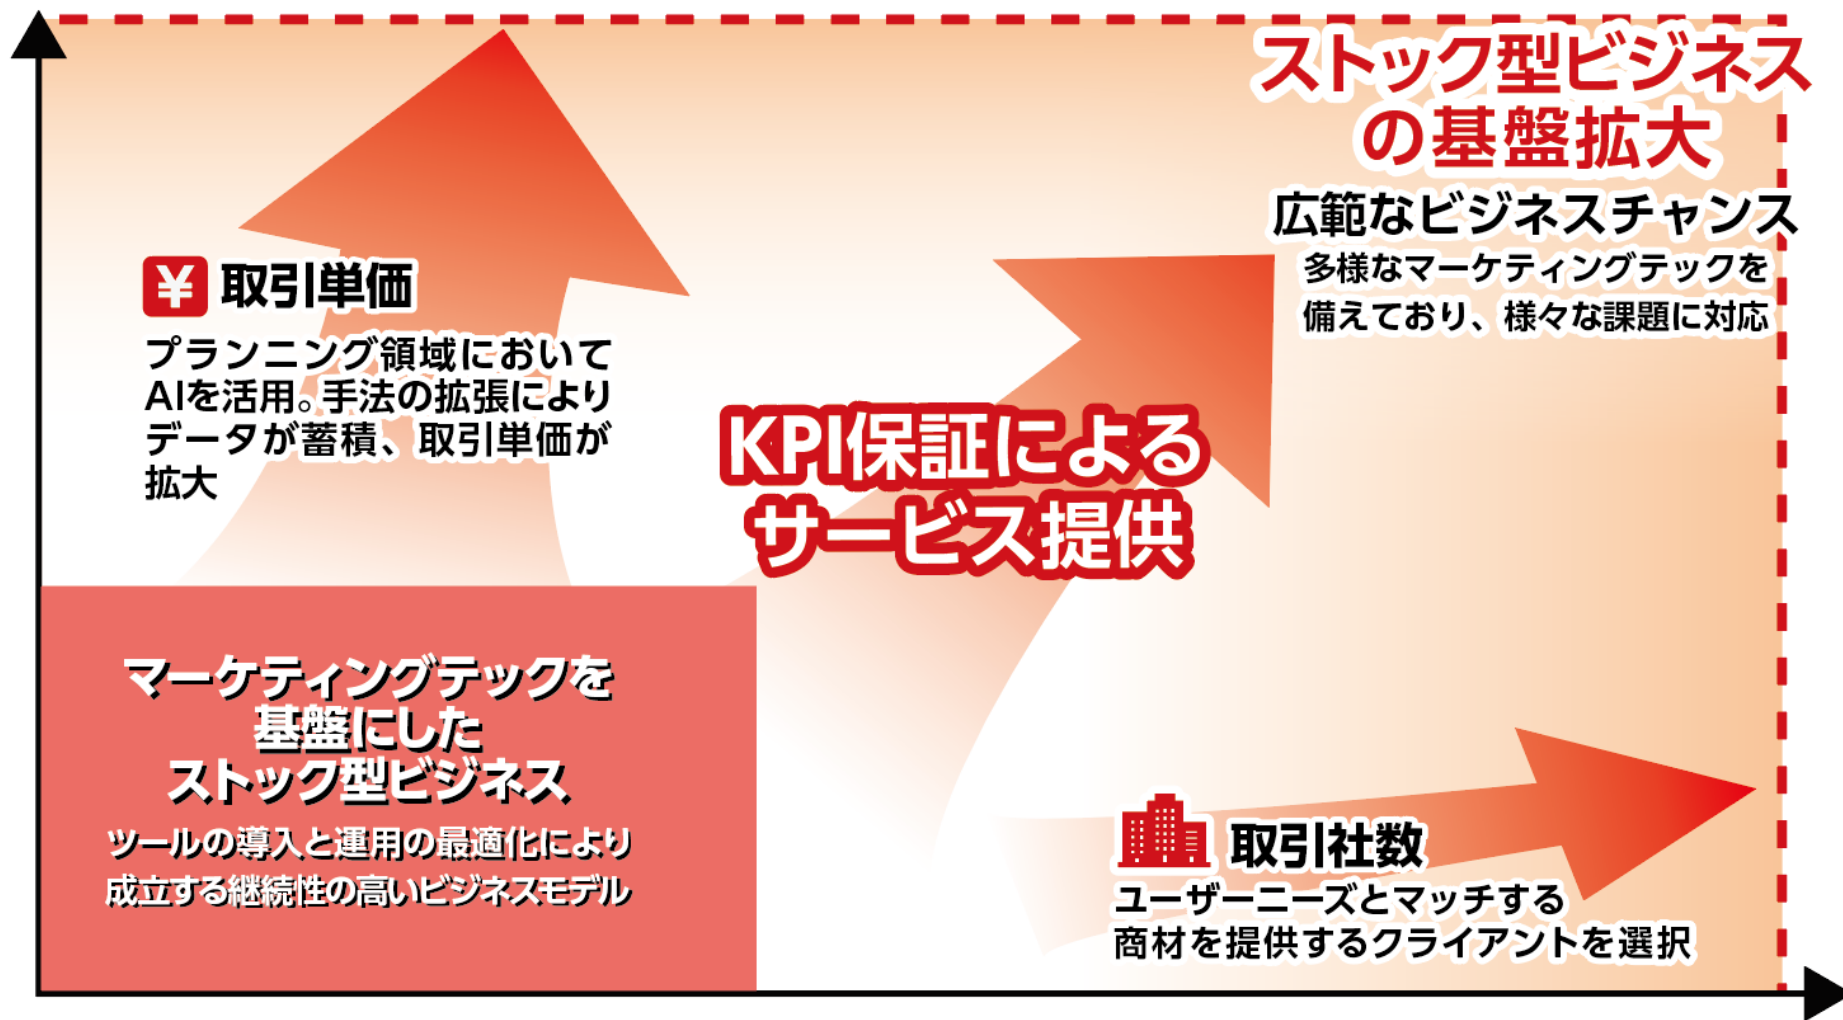 ストック型ビジネス
の基盤拡大
広範なビジネスチャンス
多様なマーケティングテックを
備えており、様々な課題に対応
¥ 取引単価
プランニング領域において
AIを活用。手法の拡張により
データが蓄積、取引単価が
拡大
KPI保証による
サービス提供
マーケティングテックを
基盤にした
ストック型ビジネス
ツールの導入と運用の最適化により
成立する継続性の高いビジネスモデル
取引社数
ユーザーニーズとマッチする
商材を提供するクライアントを選択